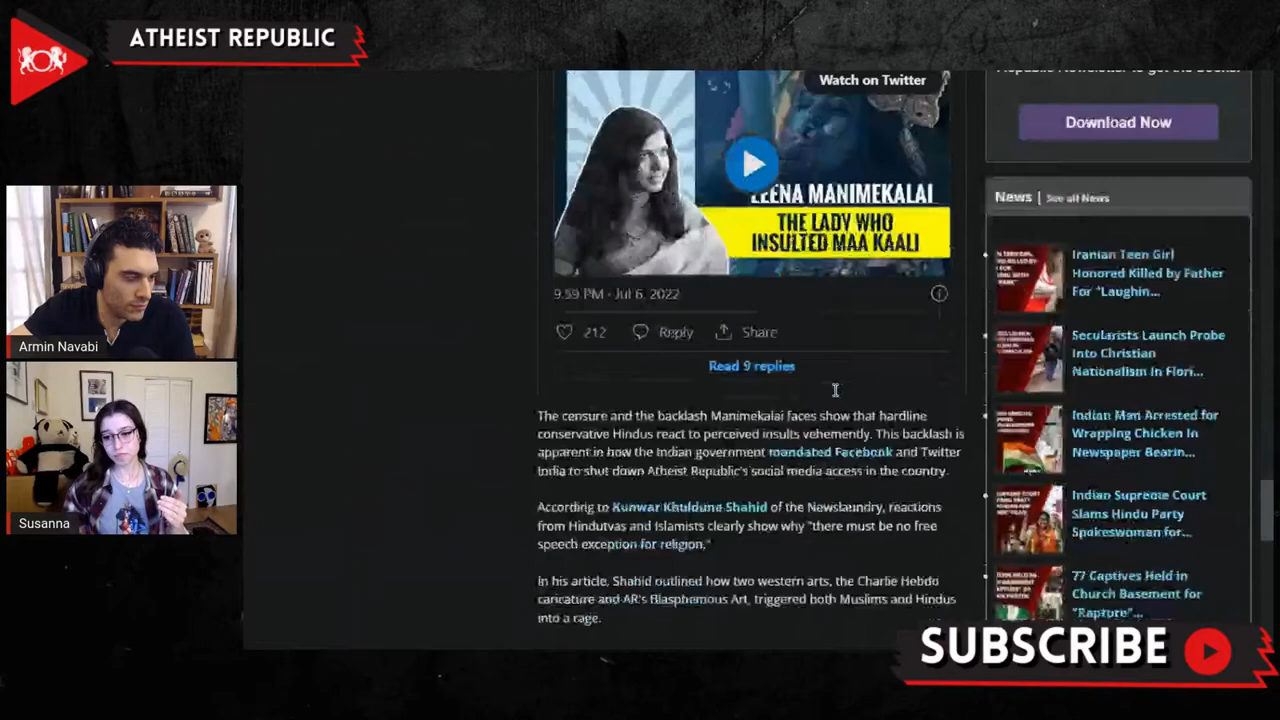 ATHEIST REPUBLIC
Watch on Twitter
Download Now
LEENA MANIMEKALAI
THE LADY WHO
INSULTED MAA KAALI
9:59 PM · Jul 6, 2022
212 Reply Share
Read 9 replies
The censure and the backlash Manimekalai faces show that hardline
conservative Hindus react to perceived insults vehemently. This backlash is
apparent in how the Indian government mandated Facebook and Twitter
India to shut down Atheist Republic's social media access in the country.
According to Kunwar Khuldune Shahid of the Newslaundry, reactions
from Hindutvas and Islamists clearly show why "there must be no free
speech exception for religion."
In his article, Shahid outlined how two western arts, the Charlie Hebdo
caricature and AR's Blasphemous Art, triggered both Muslims and Hindus
into a rage.
News | See all News
Iranian Teen Girl
Honored Killed by Father
For "Laughin...
Secularists Launch Probe
Into Christian
Nationalism In Flori...
Indian Man Arrested for
Wrapping Chicken In
Newspaper Bearin...
Indian Supreme Court
Slams Hindu Party
Spokeswoman for...
77 Captives Held in
Church Basement for
"Rapture"...
Armin Navabi
Susanna
SUBSCRIBE